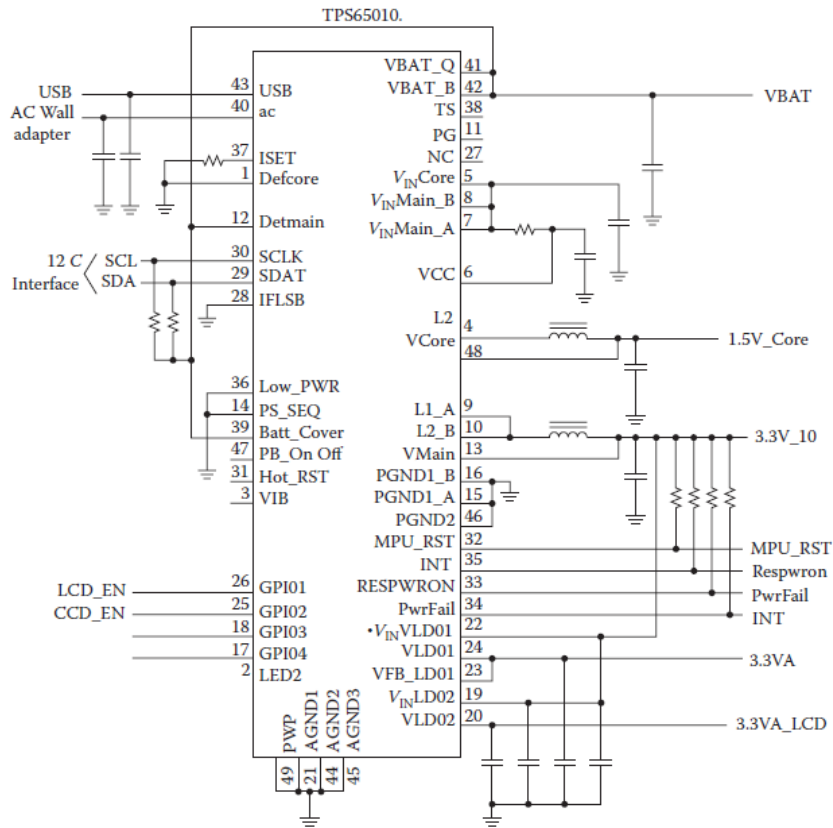 TPS65010.
USB
AC Wall
adapter
43 USB
40 ac
37 ISET
1 Defcore
12 Detmain
12 C
Interface
SCL
SDA
30 SCLK
29 SDAT
28 IFLSB
36 Low_PWR
14 PS_SEQ
39 Batt_Cover
47 PB_On Off
31 Hot_RST
3 VIB
LCD_EN 26 GPI01
CCD_EN 25 GPI02
18 GPI03
17 GPI04
2 LED2
PWP AGND1 AGND2 AGND3
49 21 44 45
VBAT_Q 41
VBAT_B 42
VBAT
TS 38
PG 11
NC 27
VINCore 5
VINMain_B 8
VINMain_A 7
VCC 6
L2 4
VCore 48
1.5V_Core
L1_A 9
L2_B 10
3.3V_10
VMain 13
PGND1_B 16
PGND1_A 15
PGND2 46
MPU_RST 32 MPU_RST
INT 35 Respwron
RESPWRON 33 PwrFail
PwrFail 34 INT
•VINVLD01 22
VLD01 24 3.3VA
VFB_LD01 23
VINLD02 19
VLD02 20 3.3VA_LCD